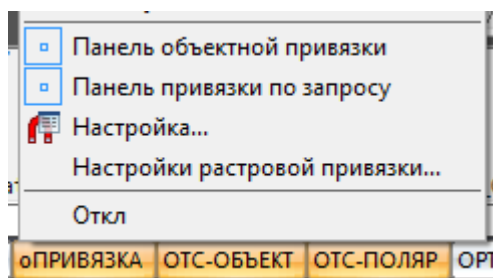 Панель объектной привязки
Панель привязки по запросу
Настройка...
Настройки растровой привязки...
Откл
оПРИВЯЗКА ОТС-ОБЪЕКТ ОТС-ПОЛЯР